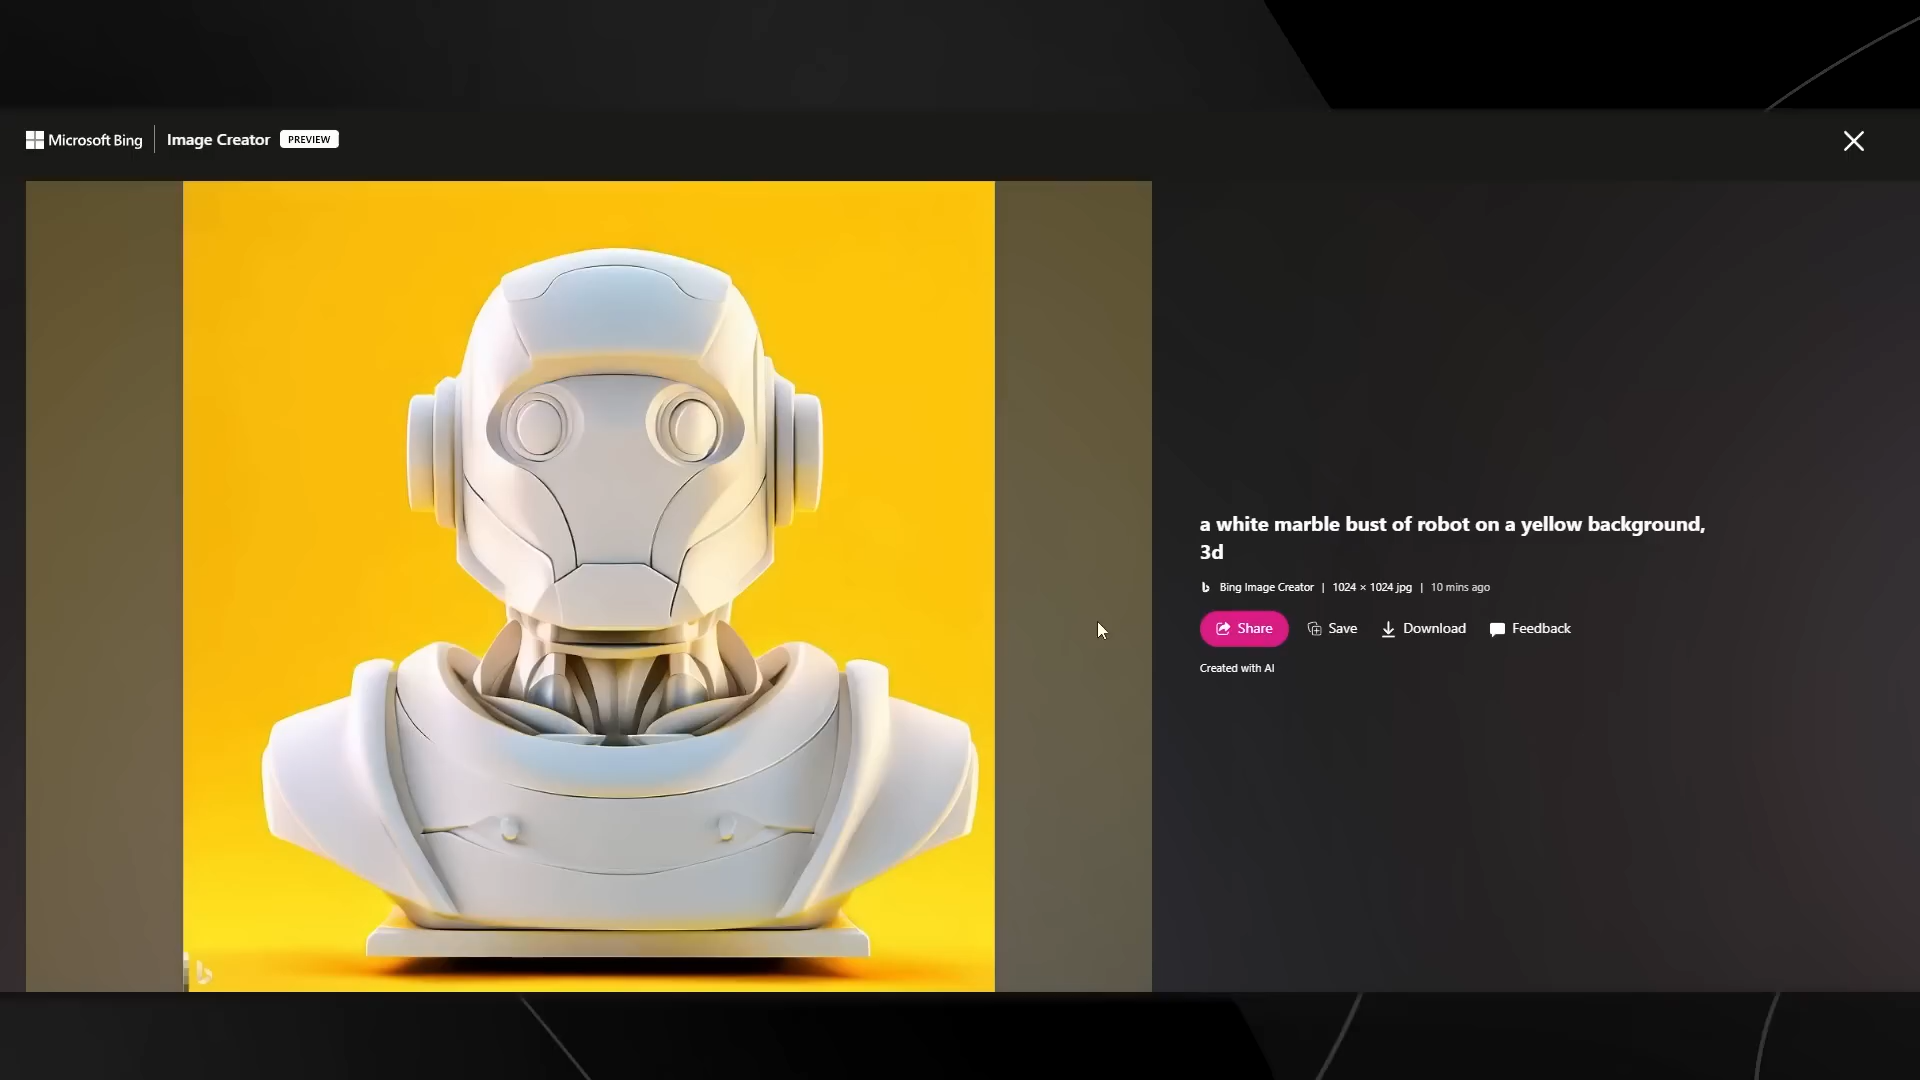 Microsoft Bing
Image Creator
PREVIEW
a white marble bust of robot on a yellow background,
3d
Bing Image Creator | 1024 × 1024 jpg | 10 mins ago
Share
Save
Download
Feedback
Created with AI